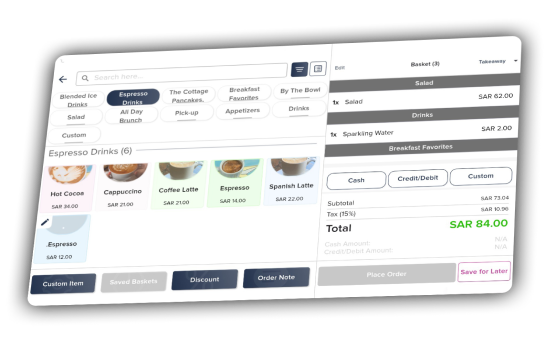 Search here...
Blended Ice
Drinks
Espresso
Drinks
The Cottage
Pancakes,
Breakfast
Favorites
By The Bowl
Salad
All Day
Brunch
Pick-up
Appetizers
Drinks
Custom
Espresso Drinks (6)
Hot Cocoa
SAR 34.00
Cappuccino
SAR 21.00
Coffee Latte
SAR 21.00
Espresso
SAR 14.00
Spanish Latte
SAR 22.00
.Espresso
SAR 12.00
Custom Item
Saved Baskets
Discount
Order Note
Edit
Basket (3)
Takeaway
Salad
1x Salad SAR 62.00
Drinks
1x Sparkling Water SAR 2.00
Breakfast Favorites
Cash
Credit/Debit
Custom
Subtotal SAR 73.04
Tax (15%) SAR 10.96
Total SAR 84.00
Cash Amount: N/A
Credit/Debit Amount: N/A
Place Order
Save for Later